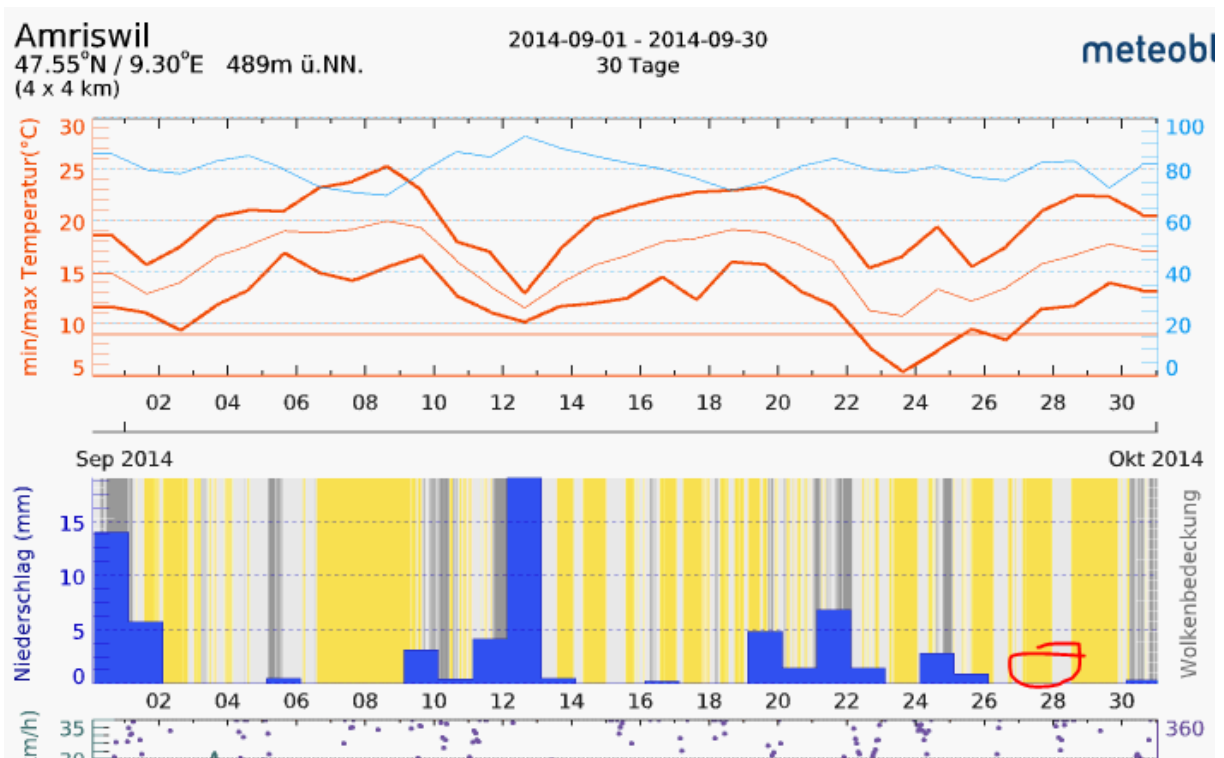 Amriswil
47.55°N / 9.30°E 489m ü.NN.
(4 x 4 km)
2014-09-01 - 2014-09-30
30 Tage
meteobl
min/max Temperatur(°C)
30
25
20
15
10
5
100
80
60
40
20
0
02 04 06 08 10 12 14 16 18 20 22 24 26 28 30
Sep 2014
Okt 2014
Niederschlag (mm)
15
10
5
0
Wolkenbedeckung
02 04 06 08 10 12 14 16 18 20 22 24 26 28 30
m/h)
35
360